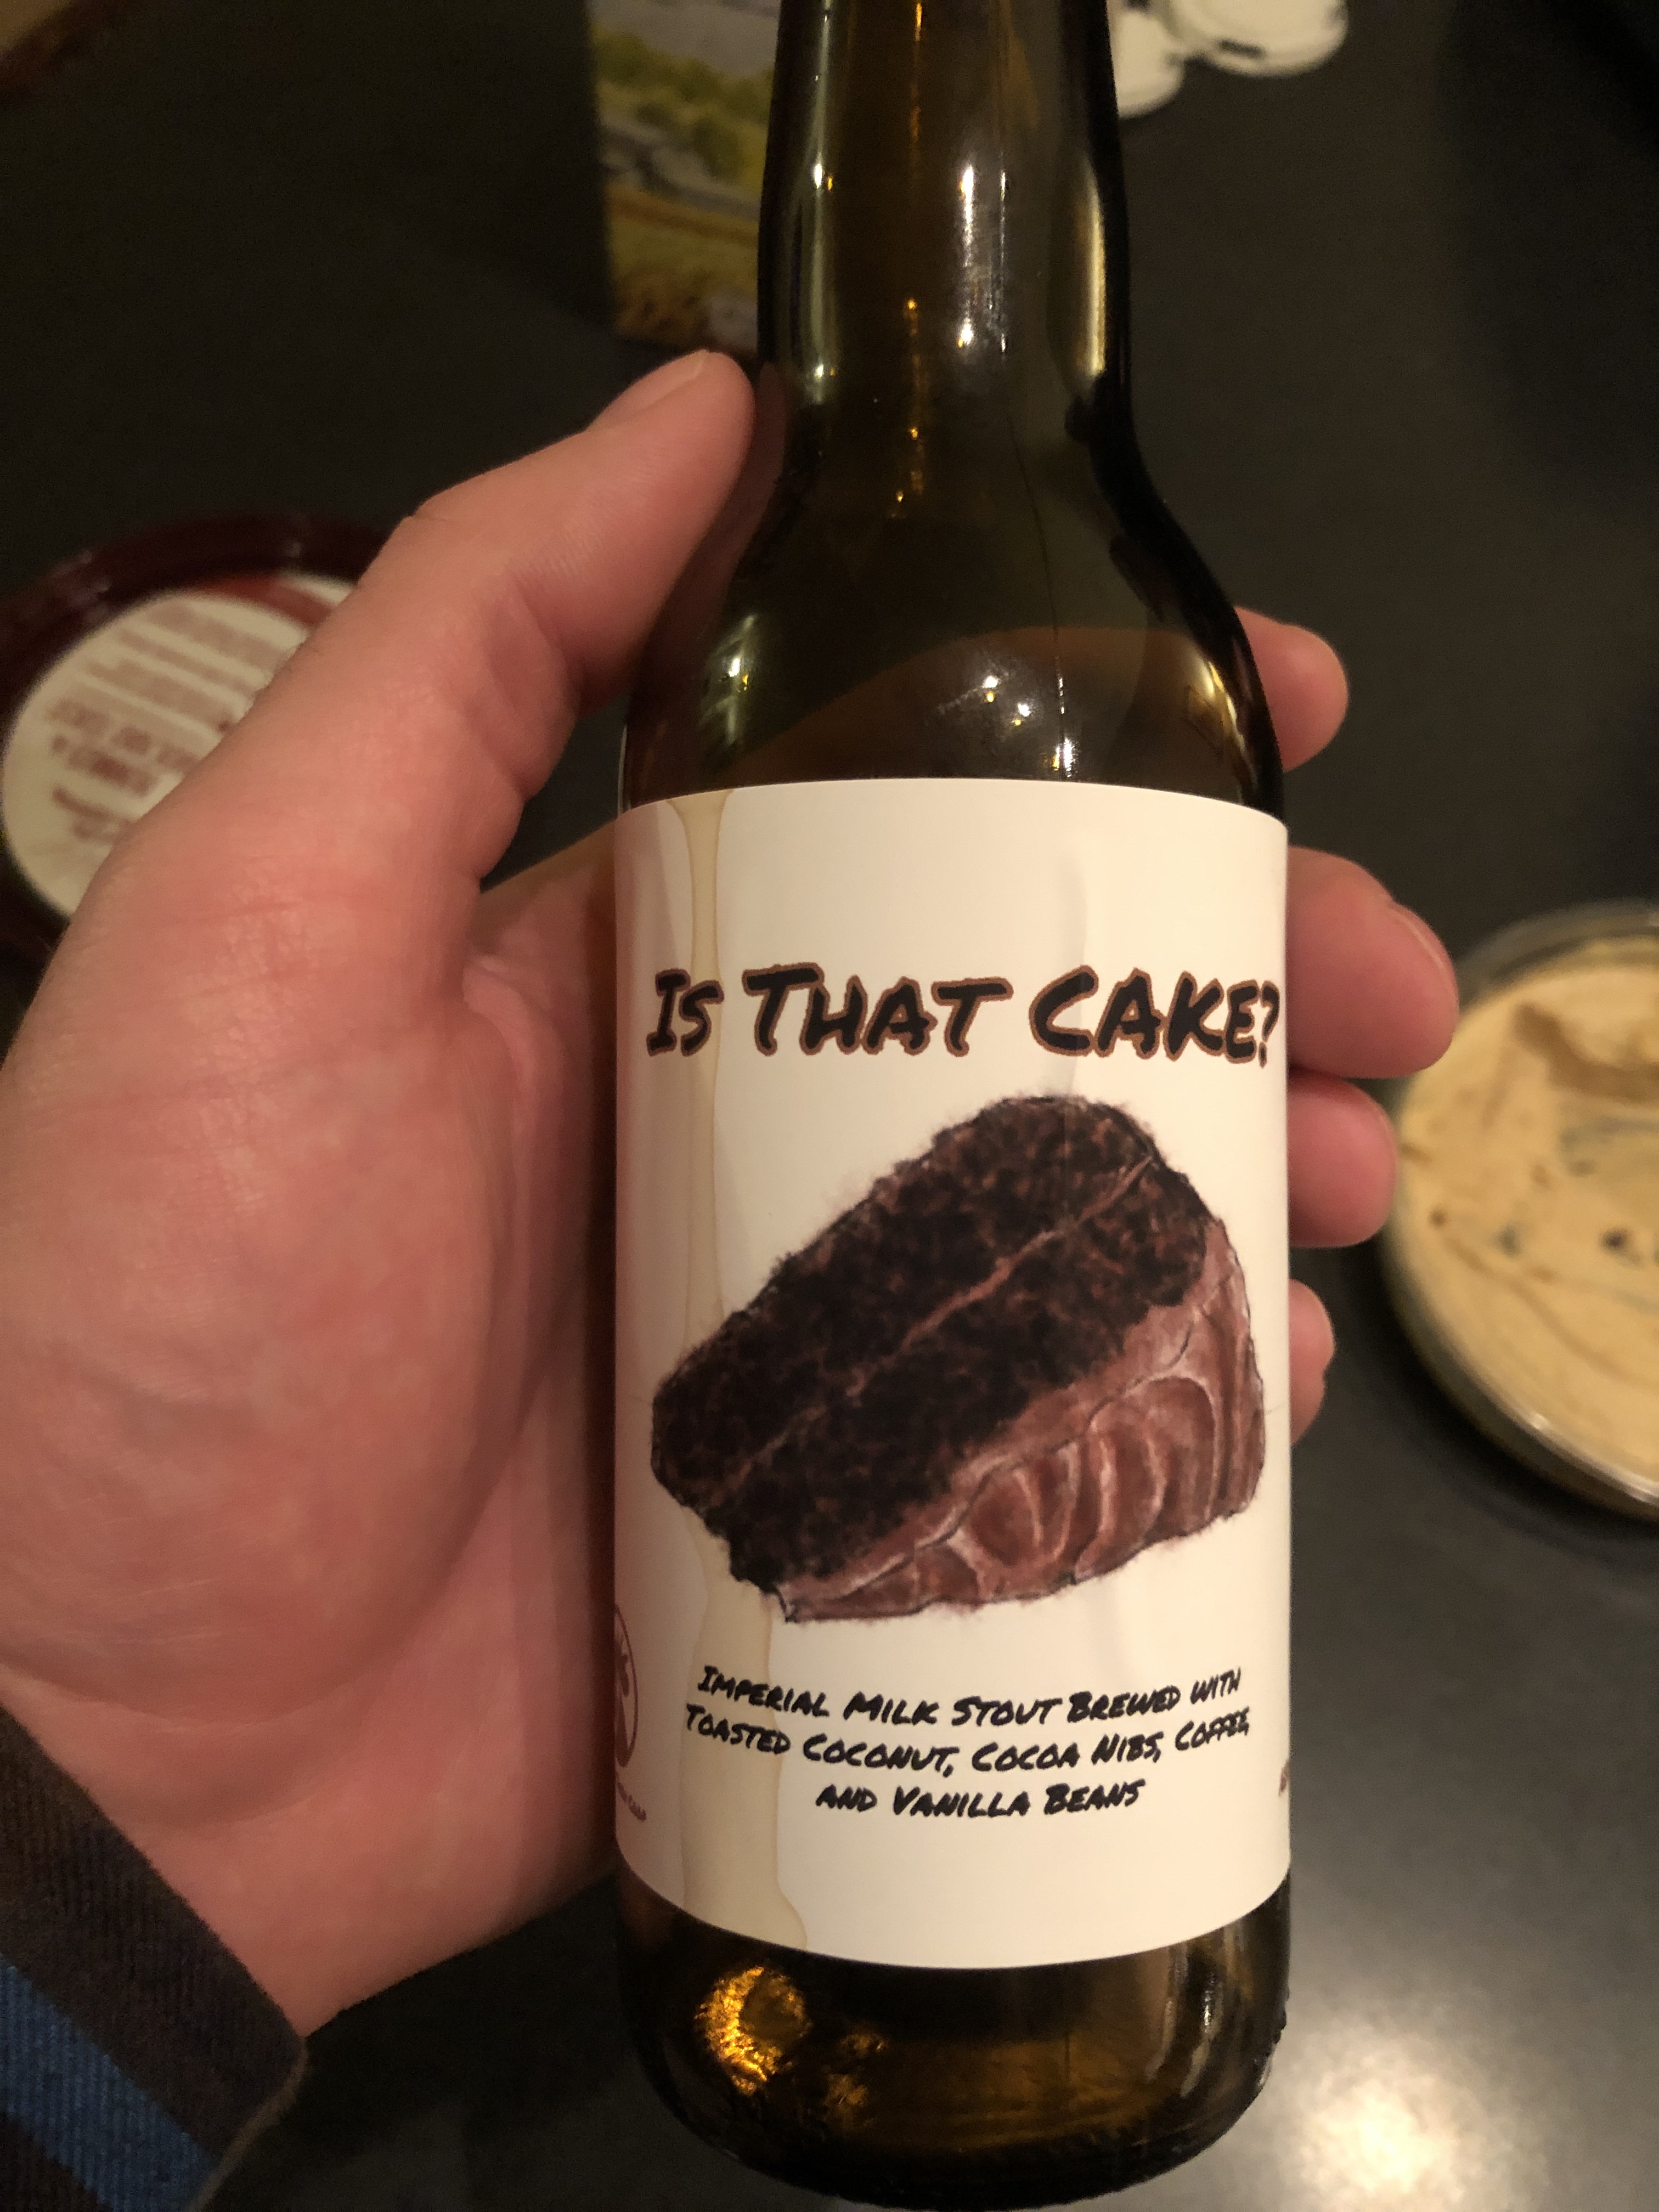 Is That Cake?
Imperial Milk Stout Brewed with
Toasted Coconut, Cocoa Nibs, Coffee,
and Vanilla Beans